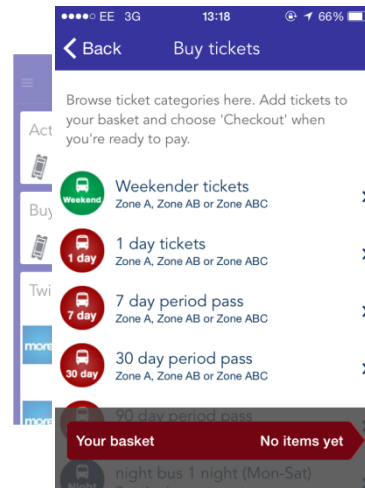 EE 3G 13:18 66%
Back Buy tickets
Browse ticket categories here. Add tickets to
your basket and choose 'Checkout' when
you're ready to pay.
Weekend
Weekender tickets
Zone A, Zone AB or Zone ABC
1 day
1 day tickets
Zone A, Zone AB or Zone ABC
7 day
7 day period pass
Zone A, Zone AB or Zone ABC
30 day
30 day period pass
Zone A, Zone AB or Zone ABC
90 day period pass
Your basket No items yet
Night
night bus 1 night (Mon-Sat)
Act
Buy
Twi
more
more